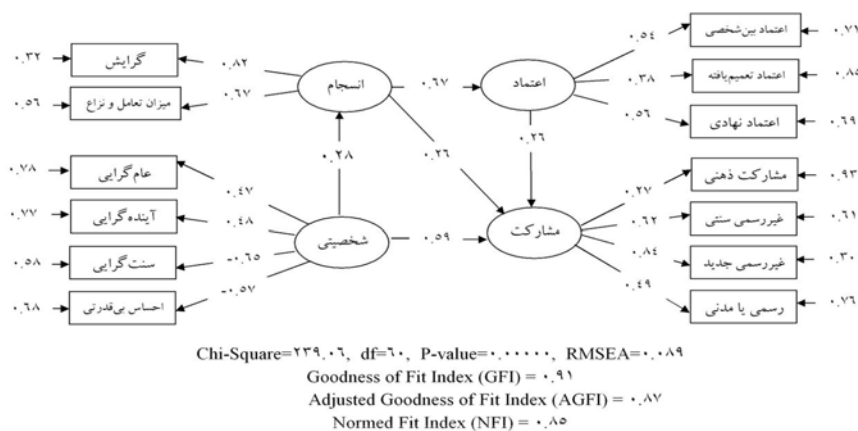 ۰.۵۴ اعتماد بین‌شخصی ۰.۷۱
۰.۳۲ گرایش ۰.۸۲
انسجام ۰.۶۷ اعتماد
۰.۳۸ اعتماد تعمیم‌یافته ۰.۸۵
۰.۵۶ میزان تعامل و نزاع ۰.۶۷
۰.۵۶ اعتماد نهادی ۰.۶۹
۰.۲۸ ۰.۲۶ ۰.۲۶
۰.۷۸ عام‌گرایی ۰.۴۷
۰.۲۷ مشارکت ذهنی ۰.۹۳
۰.۷۷ آینده‌گرایی ۰.۴۸
شخصیتی ۰.۵۹ مشارکت
۰.۶۲ غیررسمی سنتی ۰.۶۱
۰.۵۸ سنت‌گرایی -۰.۶۵
۰.۸۴ غیررسمی جدید ۰.۳۰
۰.۶۸ احساس بی‌قدرتی -۰.۵۷
۰.۴۹ رسمی یا مدنی ۰.۷۶
Chi-Square=۲۳۹.۰۶, df=۶۰, P-value=۰.۰۰۰۰۰, RMSEA=۰.۰۸۹
Goodness of Fit Index (GFI) = ۰.۹۱
Adjusted Goodness of Fit Index (AGFI) = ۰.۸۷
Normed Fit Index (NFI) = ۰.۸۵